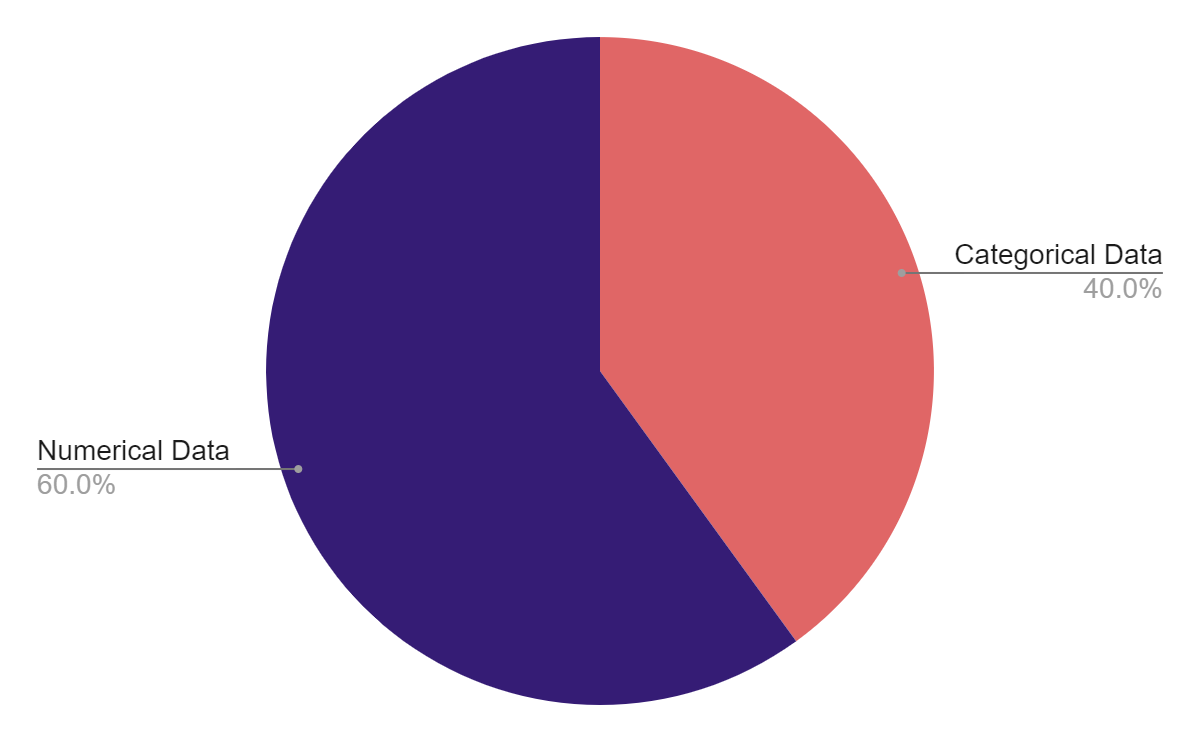 Categorical Data
40.0%
Numerical Data
60.0%